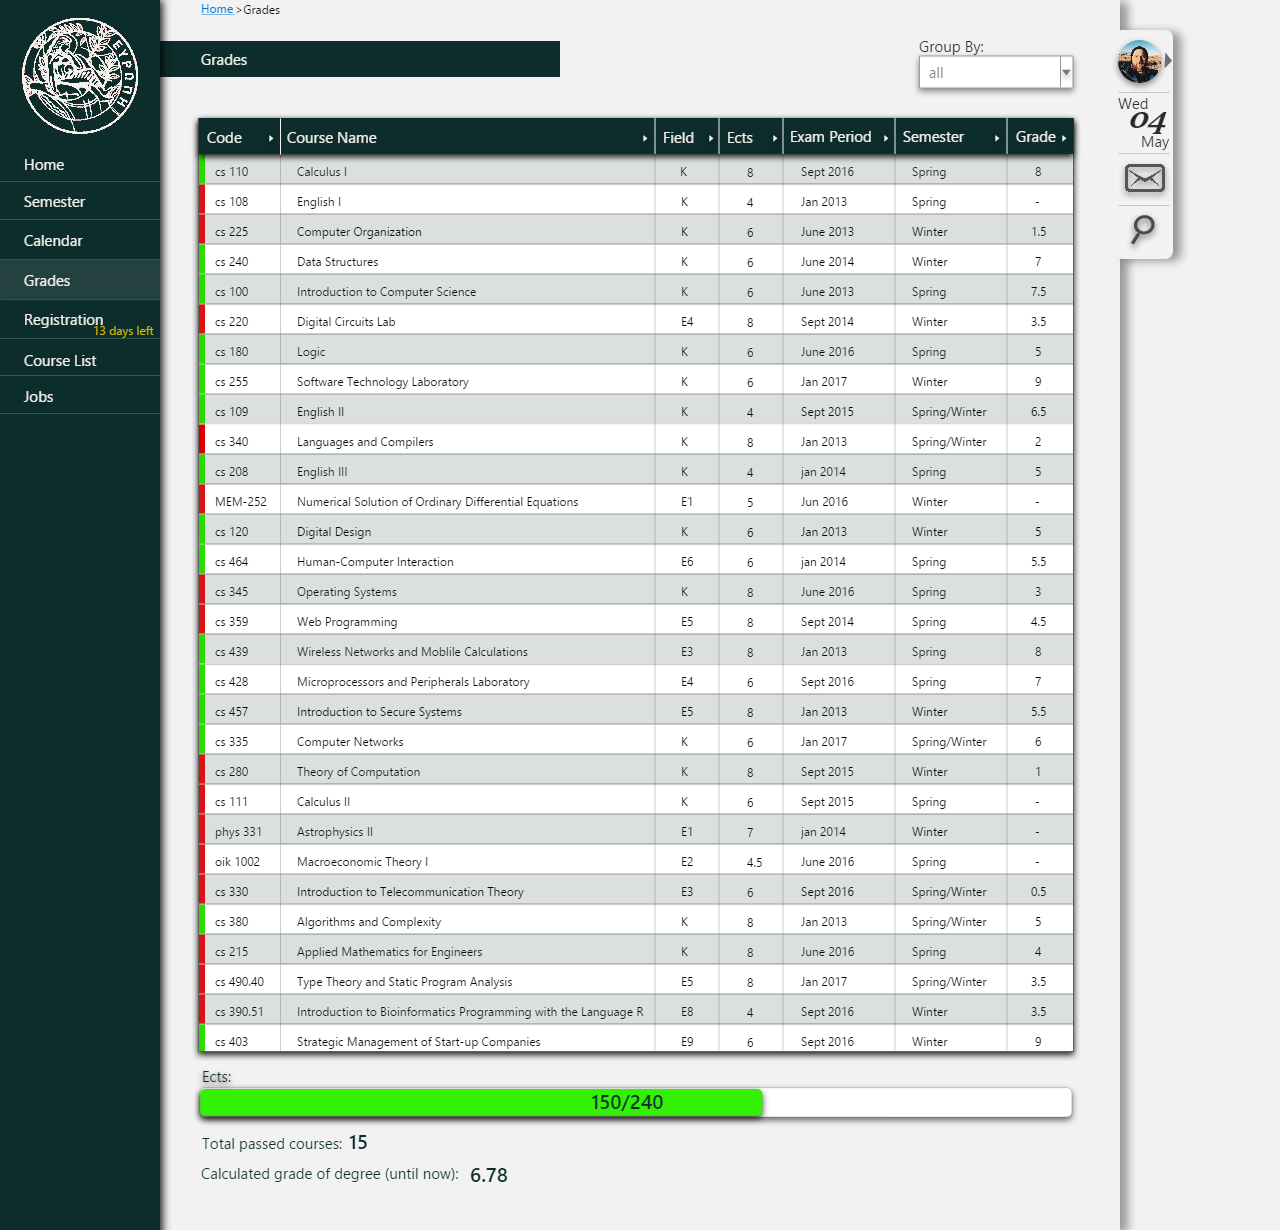 Home >Grades
ΕΥΡΩΠΗ
Home
Semester
Calendar
Grades
Registration
13 days left
Course List
Jobs
Grades
Group By:
all
Wed
04
May
Code Course Name Field Ects Exam Period Semester Grade
cs 110 Calculus I K 8 Sept 2016 Spring 8
cs 108 English I K 4 Jan 2013 Spring -
cs 225 Computer Organization K 6 June 2013 Winter 1.5
cs 240 Data Structures K 6 June 2014 Winter 7
cs 100 Introduction to Computer Science K 6 June 2013 Spring 7.5
cs 220 Digital Circuits Lab E4 8 Sept 2014 Winter 3.5
cs 180 Logic K 6 June 2016 Spring 5
cs 255 Software Technology Laboratory K 6 Jan 2017 Winter 9
cs 109 English II K 4 Sept 2015 Spring/Winter 6.5
cs 340 Languages and Compilers K 8 Jan 2013 Spring/Winter 2
cs 208 English III K 4 jan 2014 Spring 5
MEM-252 Numerical Solution of Ordinary Differential Equations E1 5 Jun 2016 Winter -
cs 120 Digital Design K 6 Jan 2013 Winter 5
cs 464 Human-Computer Interaction E6 6 jan 2014 Spring 5.5
cs 345 Operating Systems K 8 June 2016 Spring 3
cs 359 Web Programming E5 8 Sept 2014 Spring 4.5
cs 439 Wireless Networks and Moblile Calculations E3 8 Jan 2013 Spring 8
cs 428 Microprocessors and Peripherals Laboratory E4 6 Sept 2016 Spring 7
cs 457 Introduction to Secure Systems E5 8 Jan 2013 Winter 5.5
cs 335 Computer Networks K 6 Jan 2017 Spring/Winter 6
cs 280 Theory of Computation K 8 Sept 2015 Winter 1
cs 111 Calculus II K 6 Sept 2015 Spring -
phys 331 Astrophysics II E1 7 jan 2014 Winter -
oik 1002 Macroeconomic Theory I E2 4.5 June 2016 Spring -
cs 330 Introduction to Telecommunication Theory E3 6 Sept 2016 Spring/Winter 0.5
cs 380 Algorithms and Complexity K 8 Jan 2013 Spring/Winter 5
cs 215 Applied Mathematics for Engineers K 8 June 2016 Spring 4
cs 490.40 Type Theory and Static Program Analysis E5 8 Jan 2017 Spring/Winter 3.5
cs 390.51 Introduction to Bioinformatics Programming with the Language R E8 4 Sept 2016 Winter 3.5
cs 403 Strategic Management of Start-up Companies E9 6 Sept 2016 Winter 9
Ects:
150/240
Total passed courses: 15
Calculated grade of degree (until now): 6.78